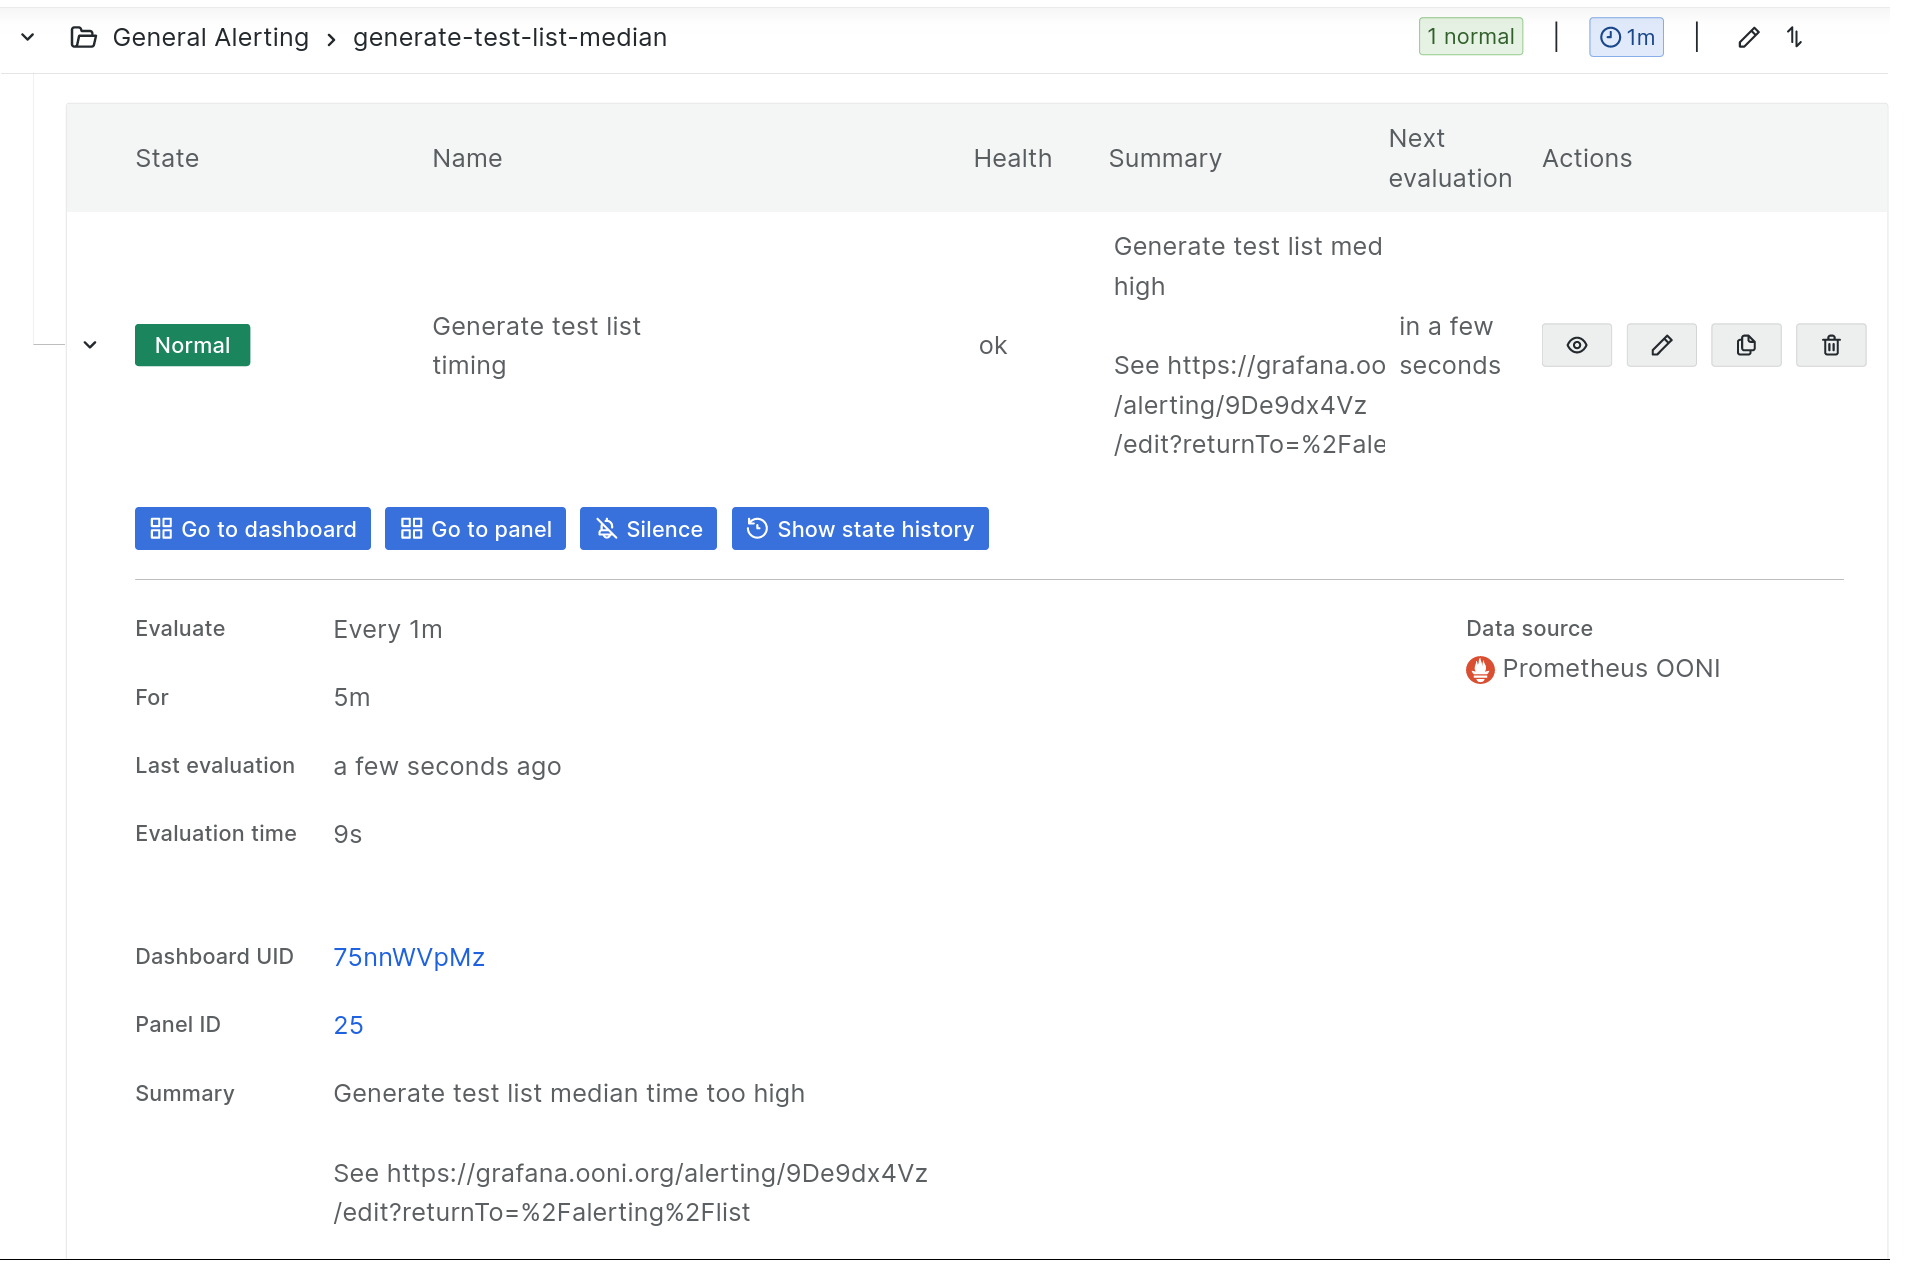 General Alerting > generate-test-list-median 1 normal 1m
State Name Health Summary Next evaluation Actions
Normal
Generate test list
timing
ok
Generate test list med
high
See https://grafana.oo
/alerting/9De9dx4Vz
/edit?returnTo=%2Fale
in a few
seconds
Go to dashboard Go to panel Silence Show state history
Evaluate Every 1m
Data source
Prometheus OONI
For 5m
Last evaluation a few seconds ago
Evaluation time 9s
Dashboard UID 75nnWVpMz
Panel ID 25
Summary Generate test list median time too high
See https://grafana.ooni.org/alerting/9De9dx4Vz
/edit?returnTo=%2Falerting%2Flist